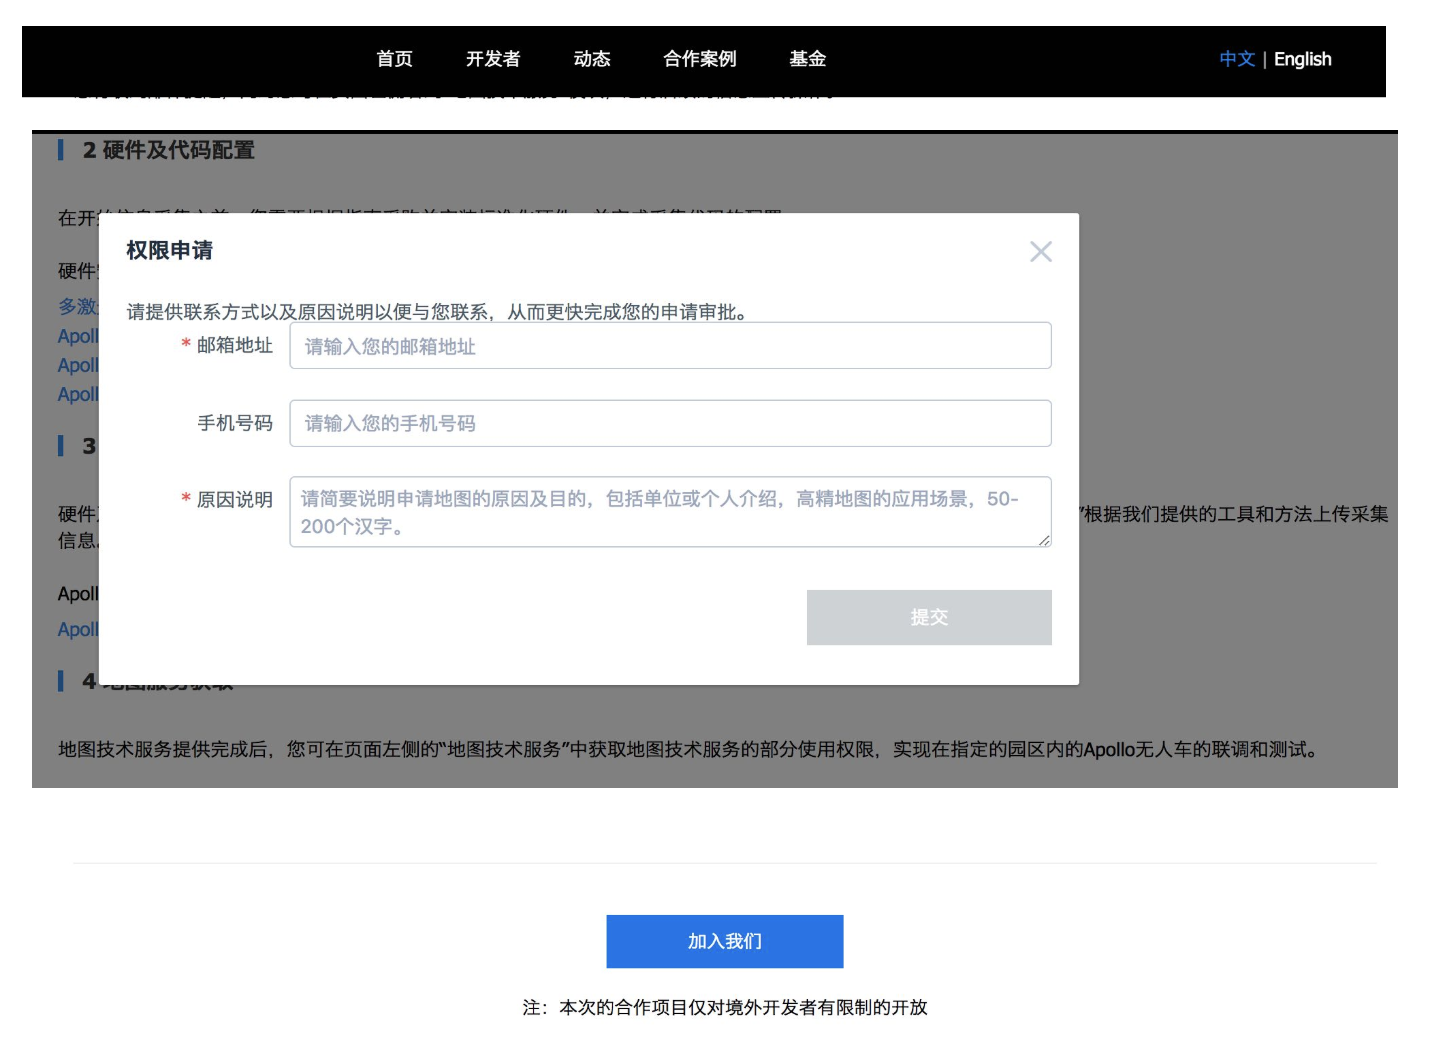 首页 开发者 动态 合作案例 基金 中文 | English
2 硬件及代码配置
在开
权限申请
请提供联系方式以及原因说明以便与您联系，从而更快完成您的申请审批。
硬件
多激
* 邮箱地址 请输入您的邮箱地址
Apoll
Apoll
Apoll
手机号码 请输入您的手机号码
3
* 原因说明 请简要说明申请地图的原因及目的，包括单位或个人介绍，高精地图的应用场景，50-
200个汉字。
硬件
”根据我们提供的工具和方法上传采集
信息
Apoll
Apoll
提交
4 地图服务获取
地图技术服务提供完成后，您可在页面左侧的“地图技术服务”中获取地图技术服务的部分使用权限，实现在指定的园区内的Apollo无人车的联调和测试。
加入我们
注：本次的合作项目仅对境外开发者有限制的开放